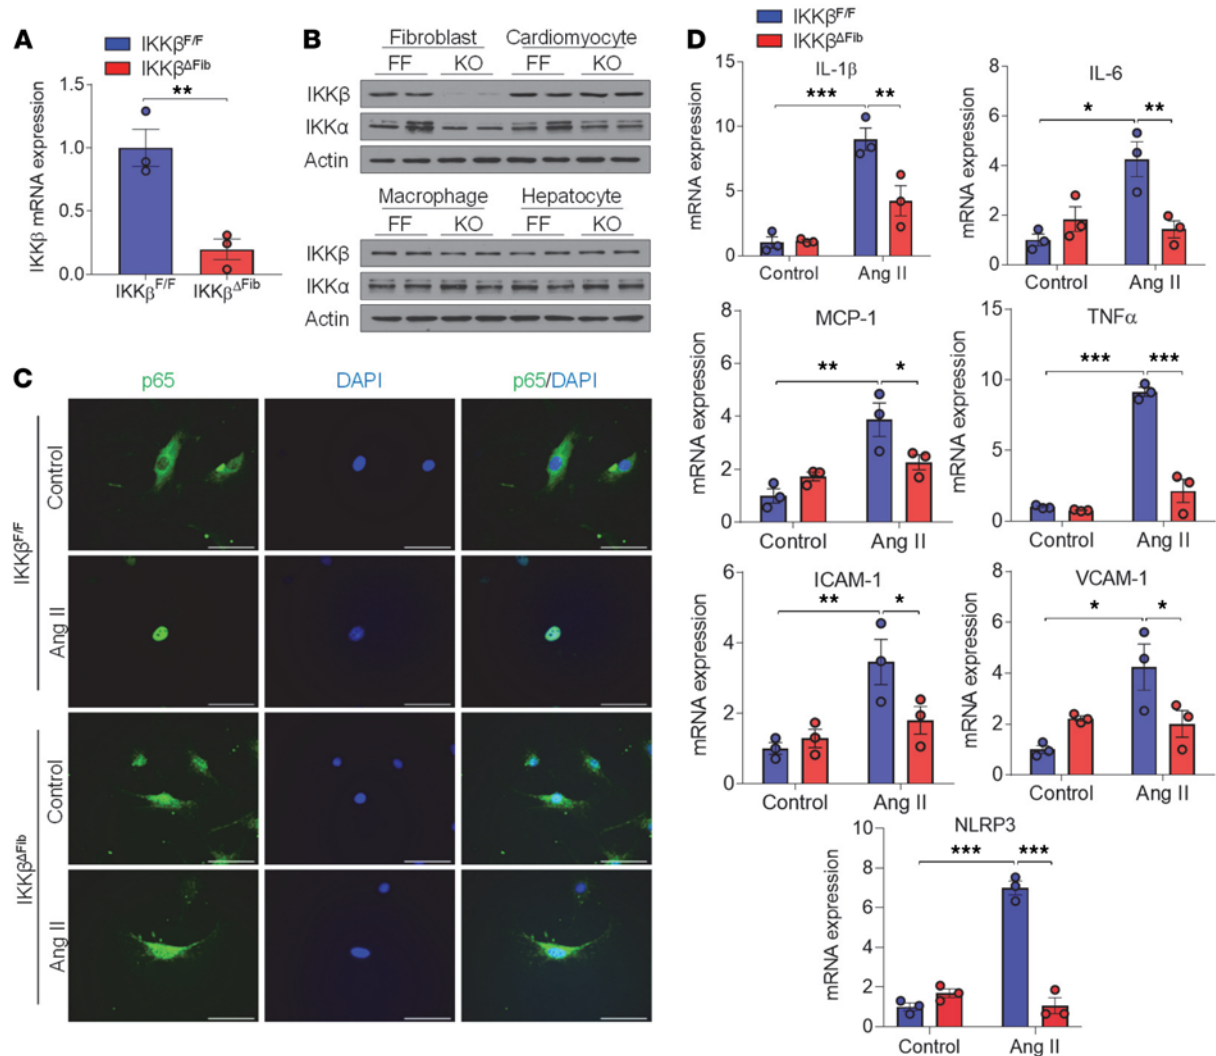 A
IKKβF/F
IKKβΔFib
IKKβ mRNA expression
1.5
1.0
0.5
0.0
**
IKKβF/F IKKβΔFib
B
Fibroblast Cardiomyocyte
FF KO FF KO
IKKβ
IKKα
Actin
Macrophage Hepatocyte
FF KO FF KO
IKKβ
IKKα
Actin
C
p65 DAPI p65/DAPI
IKKβF/F
Control
Ang II
IKKβΔFib
Control
Ang II
D
IKKβF/F
IKKβΔFib
IL-1β
mRNA expression
15
10
5
0
*** **
Control Ang II
IL-6
mRNA expression
8
6
4
2
0
* **
Control Ang II
MCP-1
mRNA expression
8
6
4
2
0
** *
Control Ang II
TNFα
mRNA expression
15
10
5
0
*** ***
Control Ang II
ICAM-1
mRNA expression
6
4
2
0
** *
Control Ang II
VCAM-1
mRNA expression
8
6
4
2
0
* *
Control Ang II
NLRP3
mRNA expression
10
8
6
4
2
0
*** ***
Control Ang II